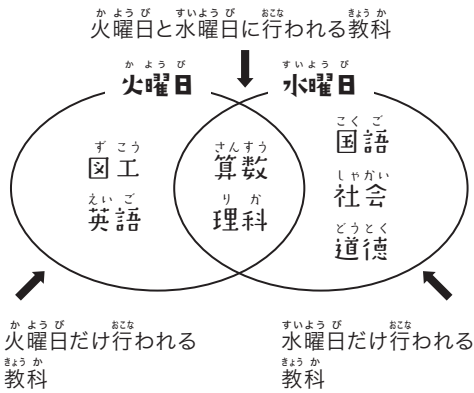 火曜日と水曜日に行われる教科
火曜日
水曜日
図工
英語
算数
理科
国語
社会
道徳
火曜日だけ行われる
教科
水曜日だけ行われる
教科